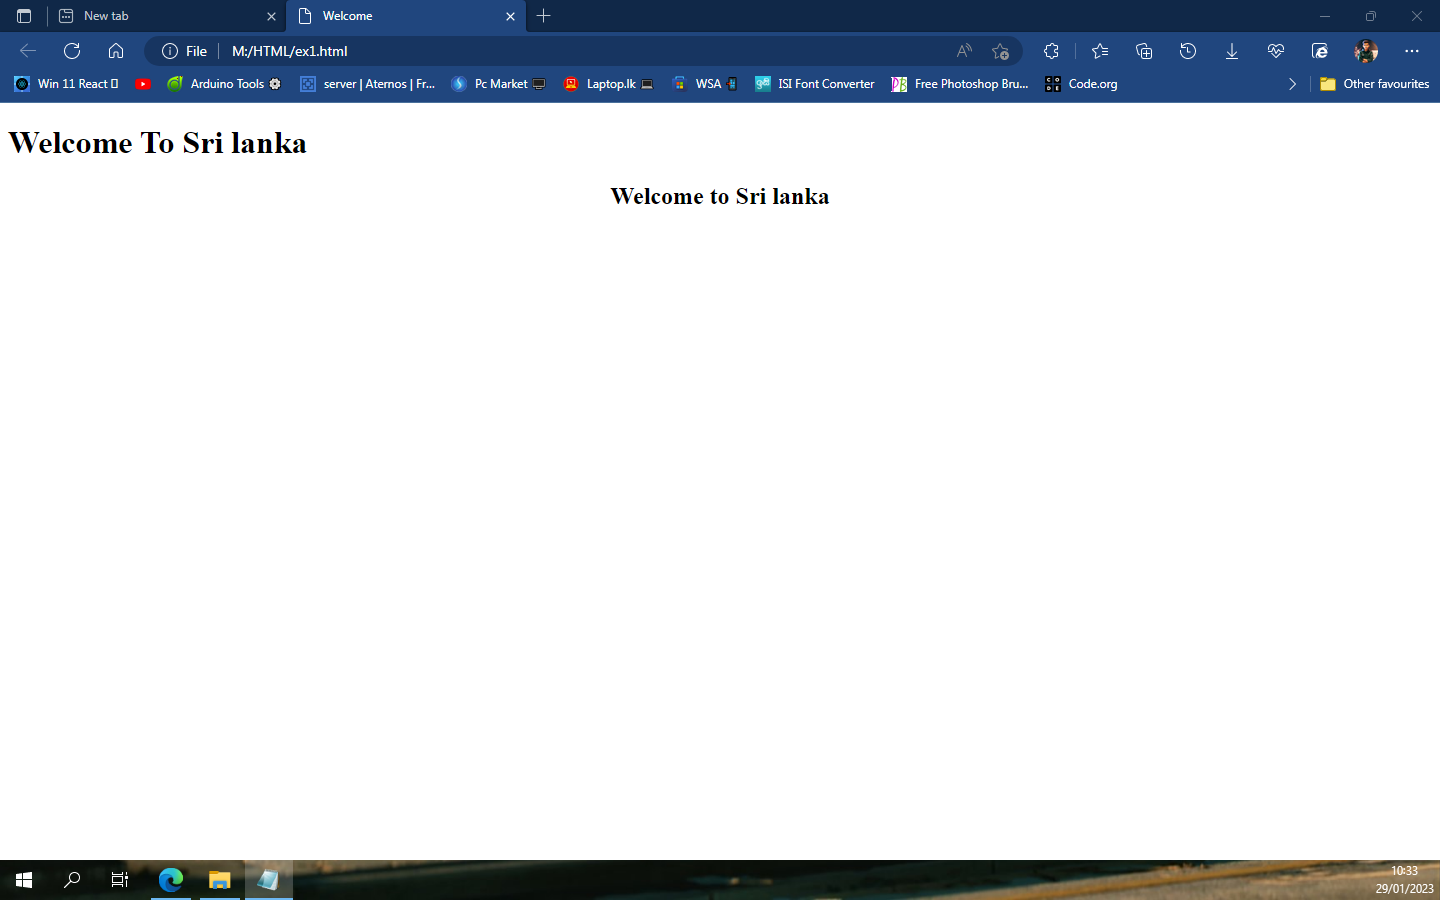 New tab
Welcome
File
M:/HTML/ex1.html
Win 11 React
Arduino Tools
server | Aternos | Fr...
Pc Market
Laptop.lk
WSA
ISI Font Converter
Free Photoshop Bru...
CODE
Code.org
Other favourites
Welcome To Sri lanka
Welcome to Sri lanka
10:33
29/01/2023